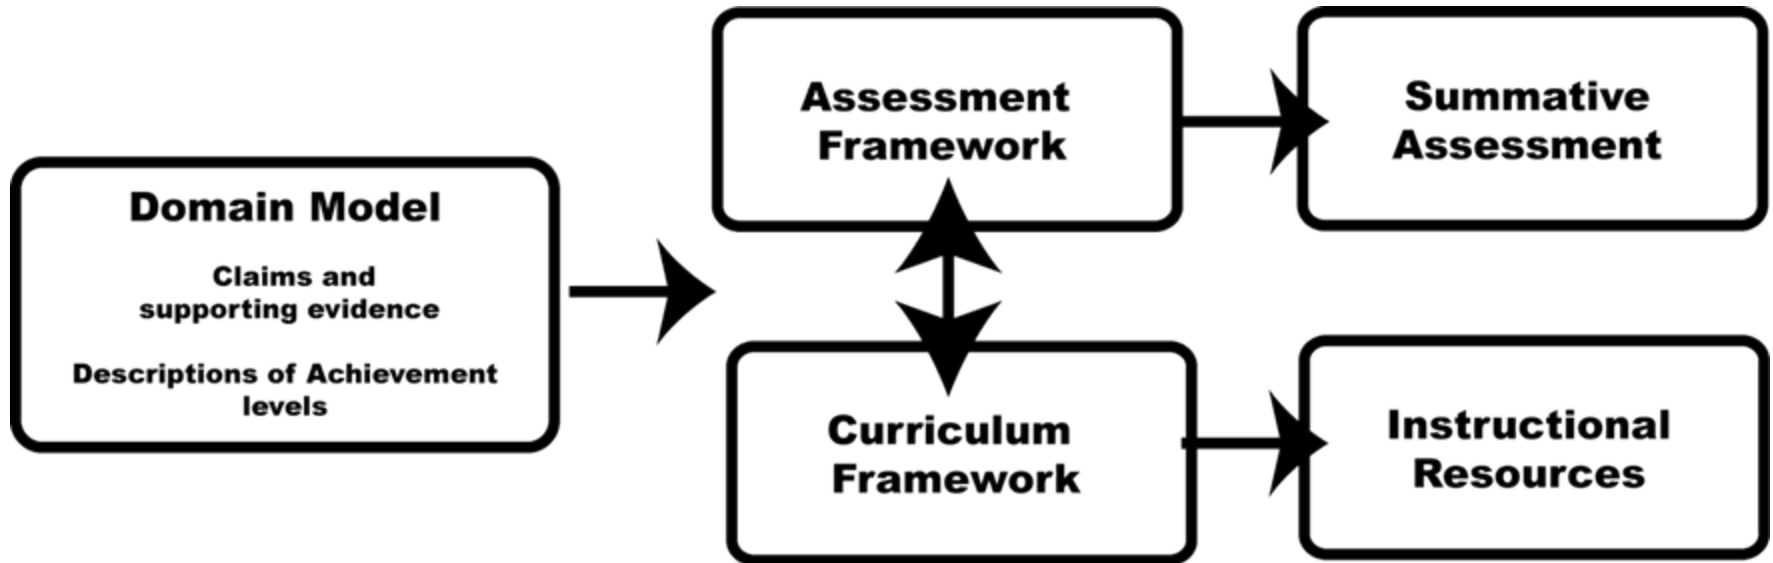 Domain Model
Claims and
supporting evidence
Descriptions of Achievement
levels
Assessment
Framework
Curriculum
Framework
Summative
Assessment
Instructional
Resources